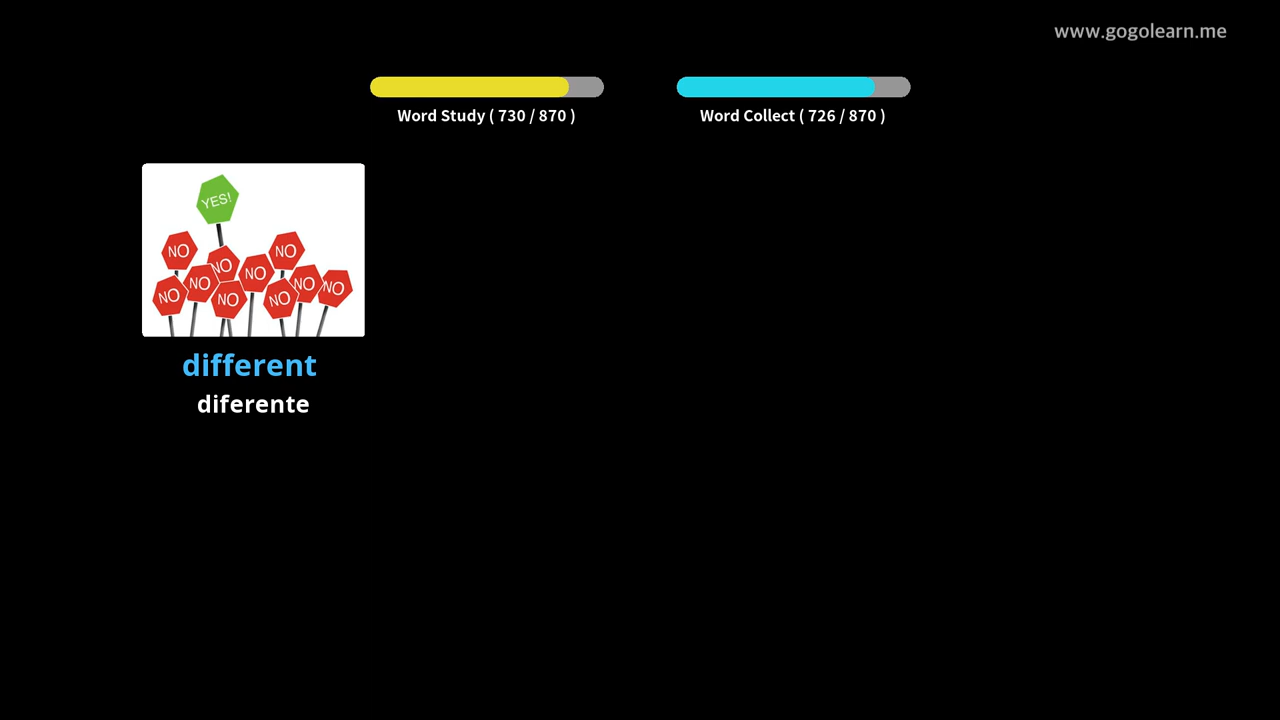 www.gogolearn.me
Word Study ( 730 / 870 )
Word Collect ( 726 / 870 )
YES!
NO
NO
NO
NO
NO
NO
NO
NO
NO
NO
different
diferente